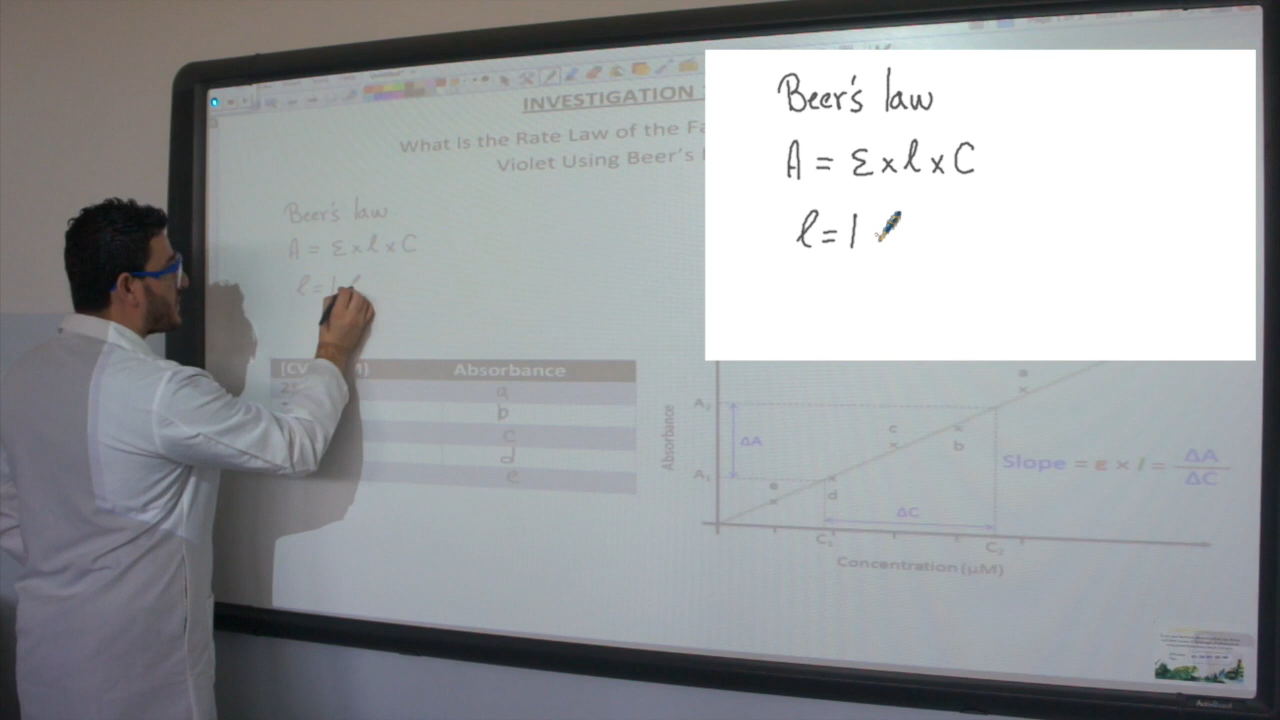 INVESTIGATION
What Is the Rate Law of the Fa
Violet Using Beer's
Beer's law
A = ε x l x C
l = 1
Beer's law
A = ε x l x C
l = 1
[CV
M)
Absorbance
a
b
c
d
e
Absorbance
A₂
A₁
ΔA
e
d
c
b
a
ΔC
C₁
C₂
Concentration (μM)
Slope = ε × l = ΔA
ΔC